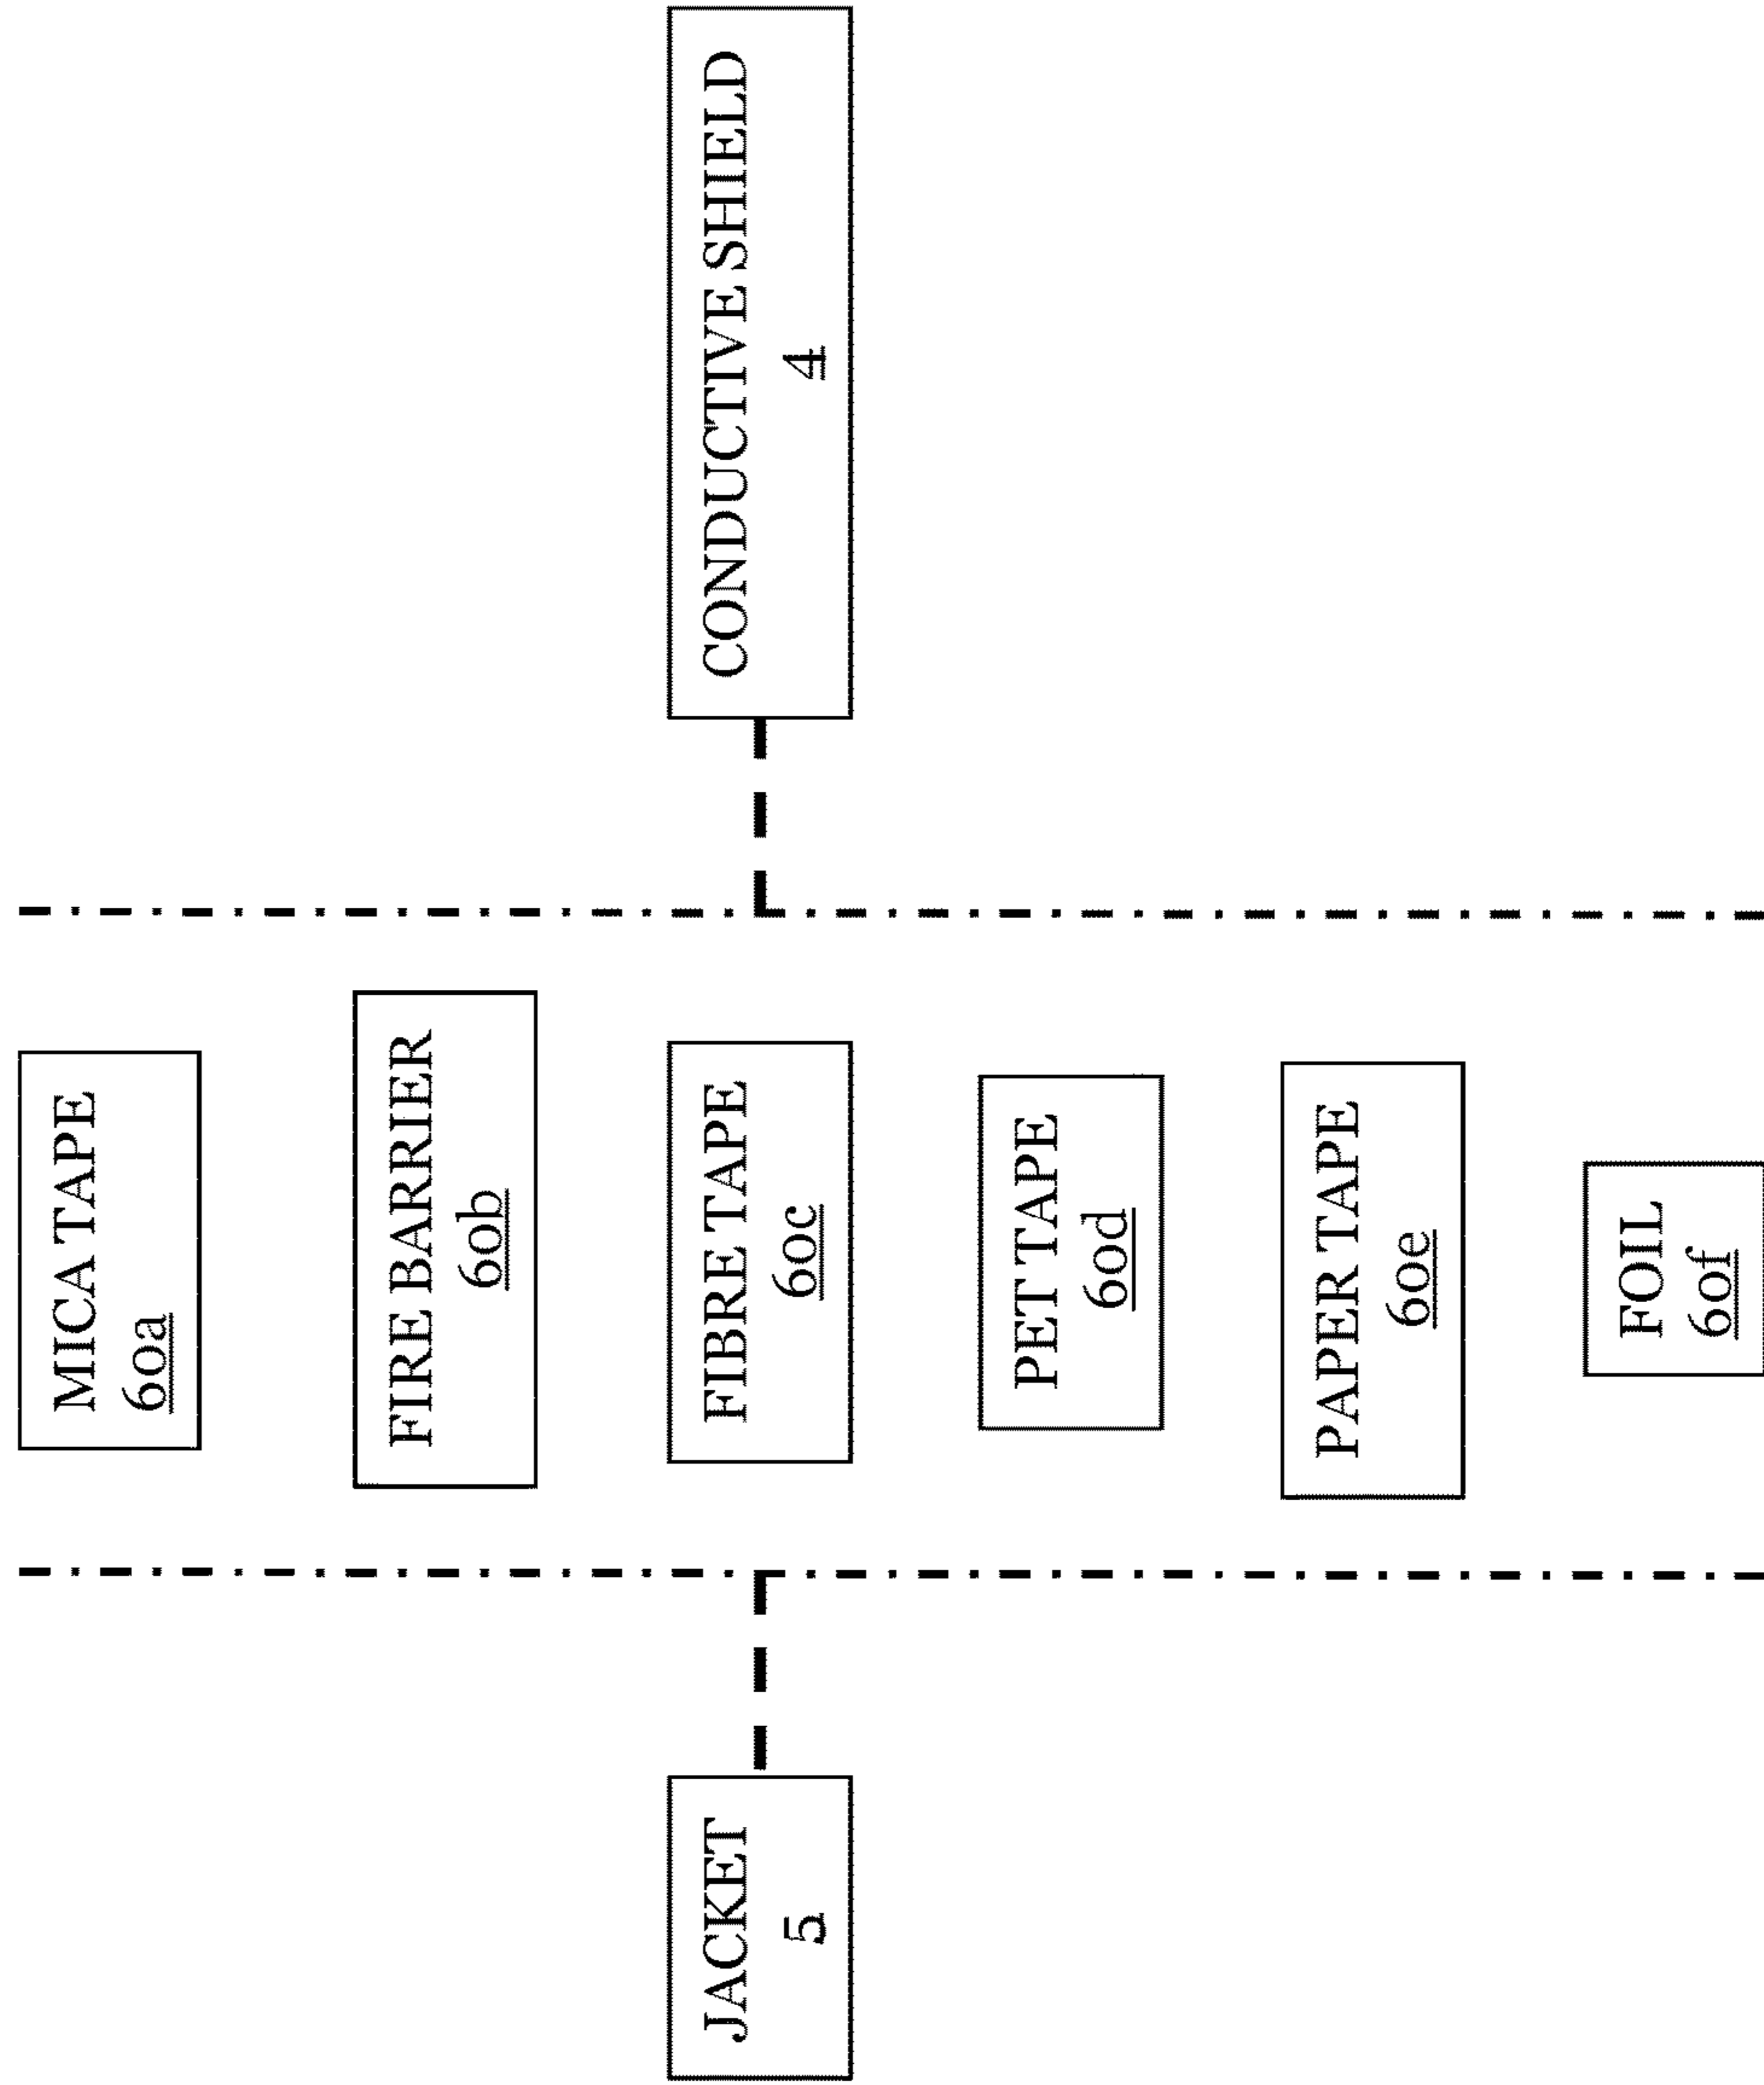 JACKET
5
MICA TAPE
60a
FIRE BARRIER
60b
FIBRE TAPE
60c
PET TAPE
60d
PAPER TAPE
60e
FOIL
60f
CONDUCTIVE SHIELD
4